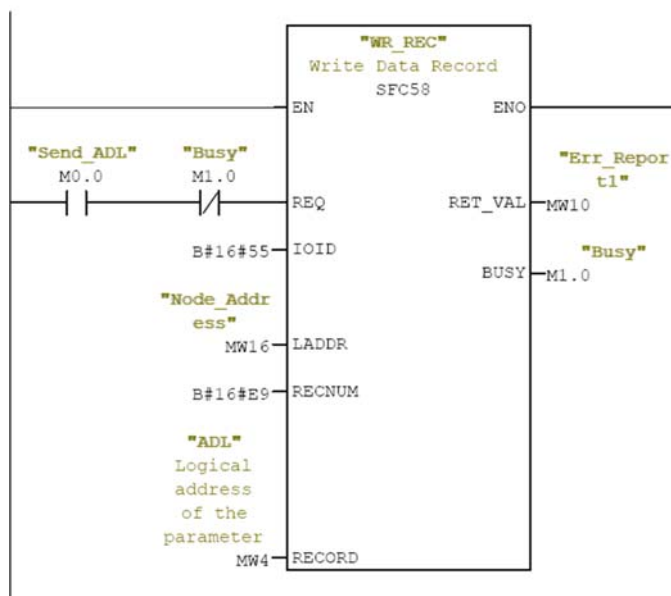 "WR_REC"
Write Data Record
SFC58
EN
ENO
"Send_ADL"
M0.0
"Busy"
M1.0
REQ
"Err_Repor
t1"
RET_VAL
MW10
B#16#55
IOID
"Busy"
BUSY
M1.0
"Node_Addr
ess"
MW16
LADDR
B#16#E9
RECNUM
"ADL"
Logical
address
of the
parameter
MW4
RECORD